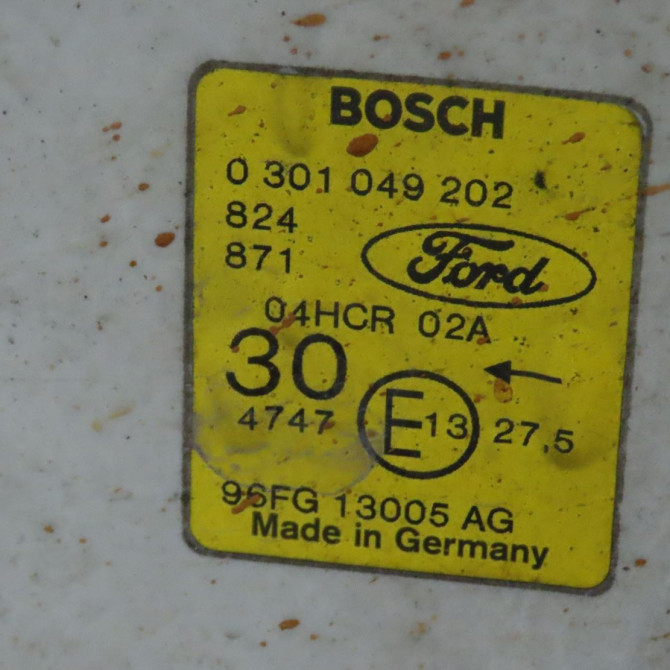 BOSCH
0 301 049 202
824
871
Ford
04HCR 02A
30
4747 E13 27,5
96FG 13005 AG
Made in Germany